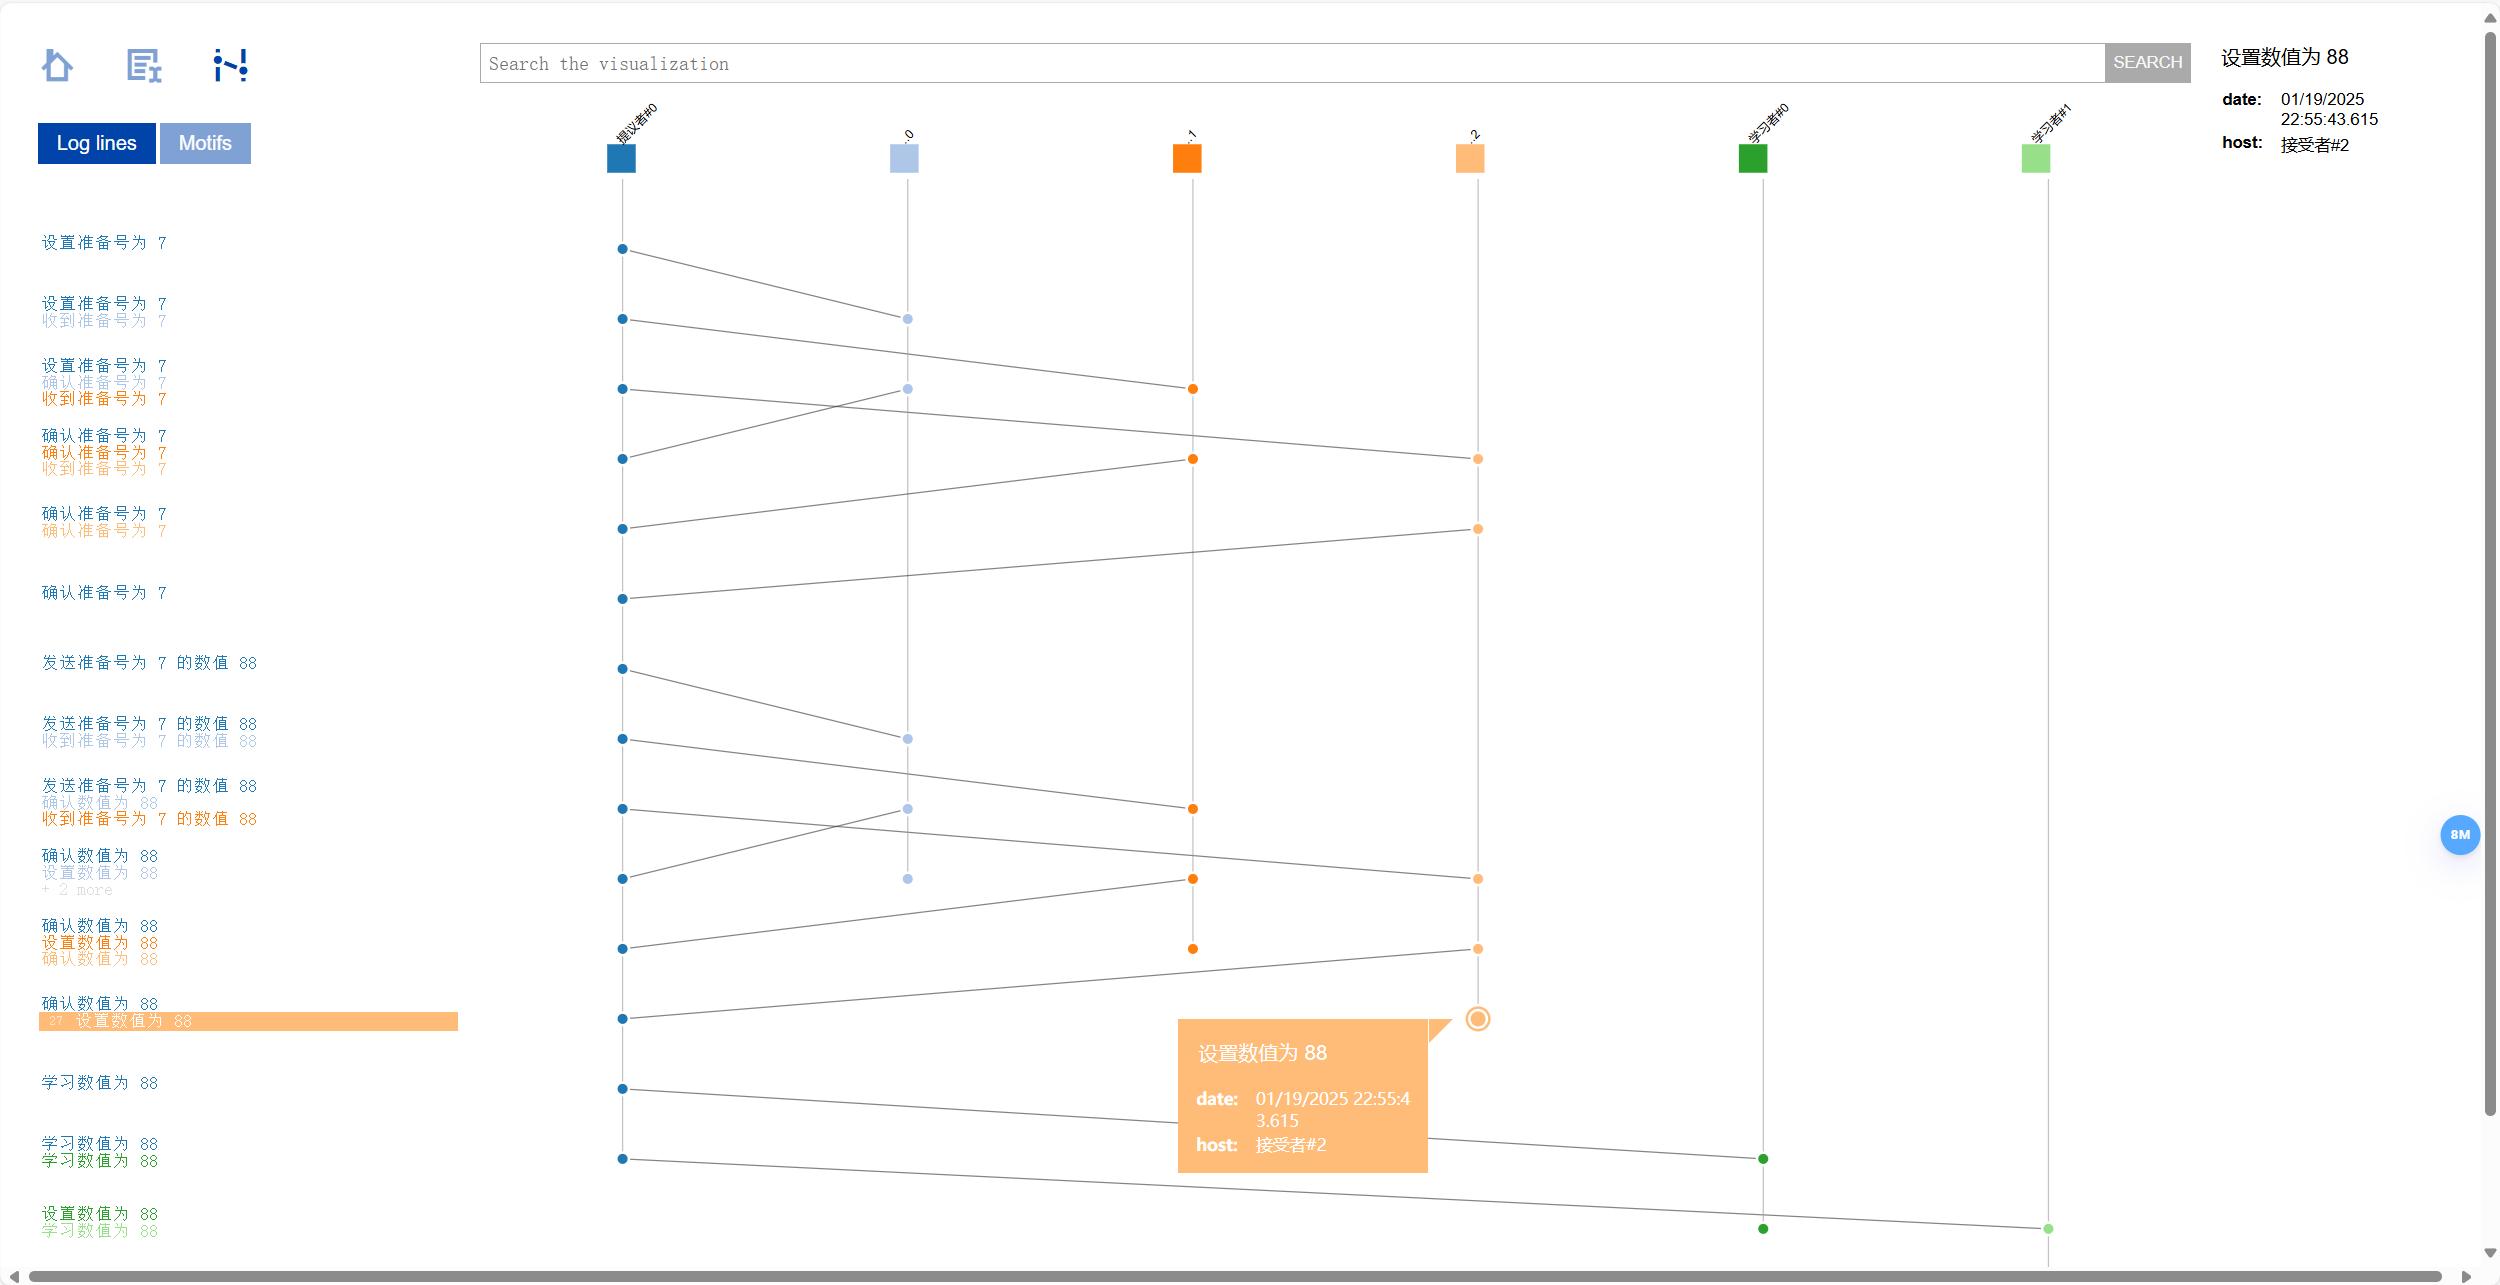 Search the visualization
SEARCH
设置数值为 88
date: 01/19/2025
22:55:43.615
host: 接受者#2
Log lines
Motifs
提议者#0
..0
..1
..2
学习者#0
学习者#1
设置准备号为 7
设置准备号为 7
收到准备号为 7
设置准备号为 7
确认准备号为 7
收到准备号为 7
确认准备号为 7
确认准备号为 7
收到准备号为 7
确认准备号为 7
确认准备号为 7
确认准备号为 7
发送准备号为 7 的数值 88
发送准备号为 7 的数值 88
收到准备号为 7 的数值 88
发送准备号为 7 的数值 88
确认数值为 88
收到准备号为 7 的数值 88
确认数值为 88
设置数值为 88
+ 2 more
确认数值为 88
设置数值为 88
确认数值为 88
确认数值为 88
27 设置数值为 88
学习数值为 88
学习数值为 88
学习数值为 88
设置数值为 88
学习数值为 88
设置数值为 88
date: 01/19/2025 22:55:4
3.615
host: 接受者#2
8M